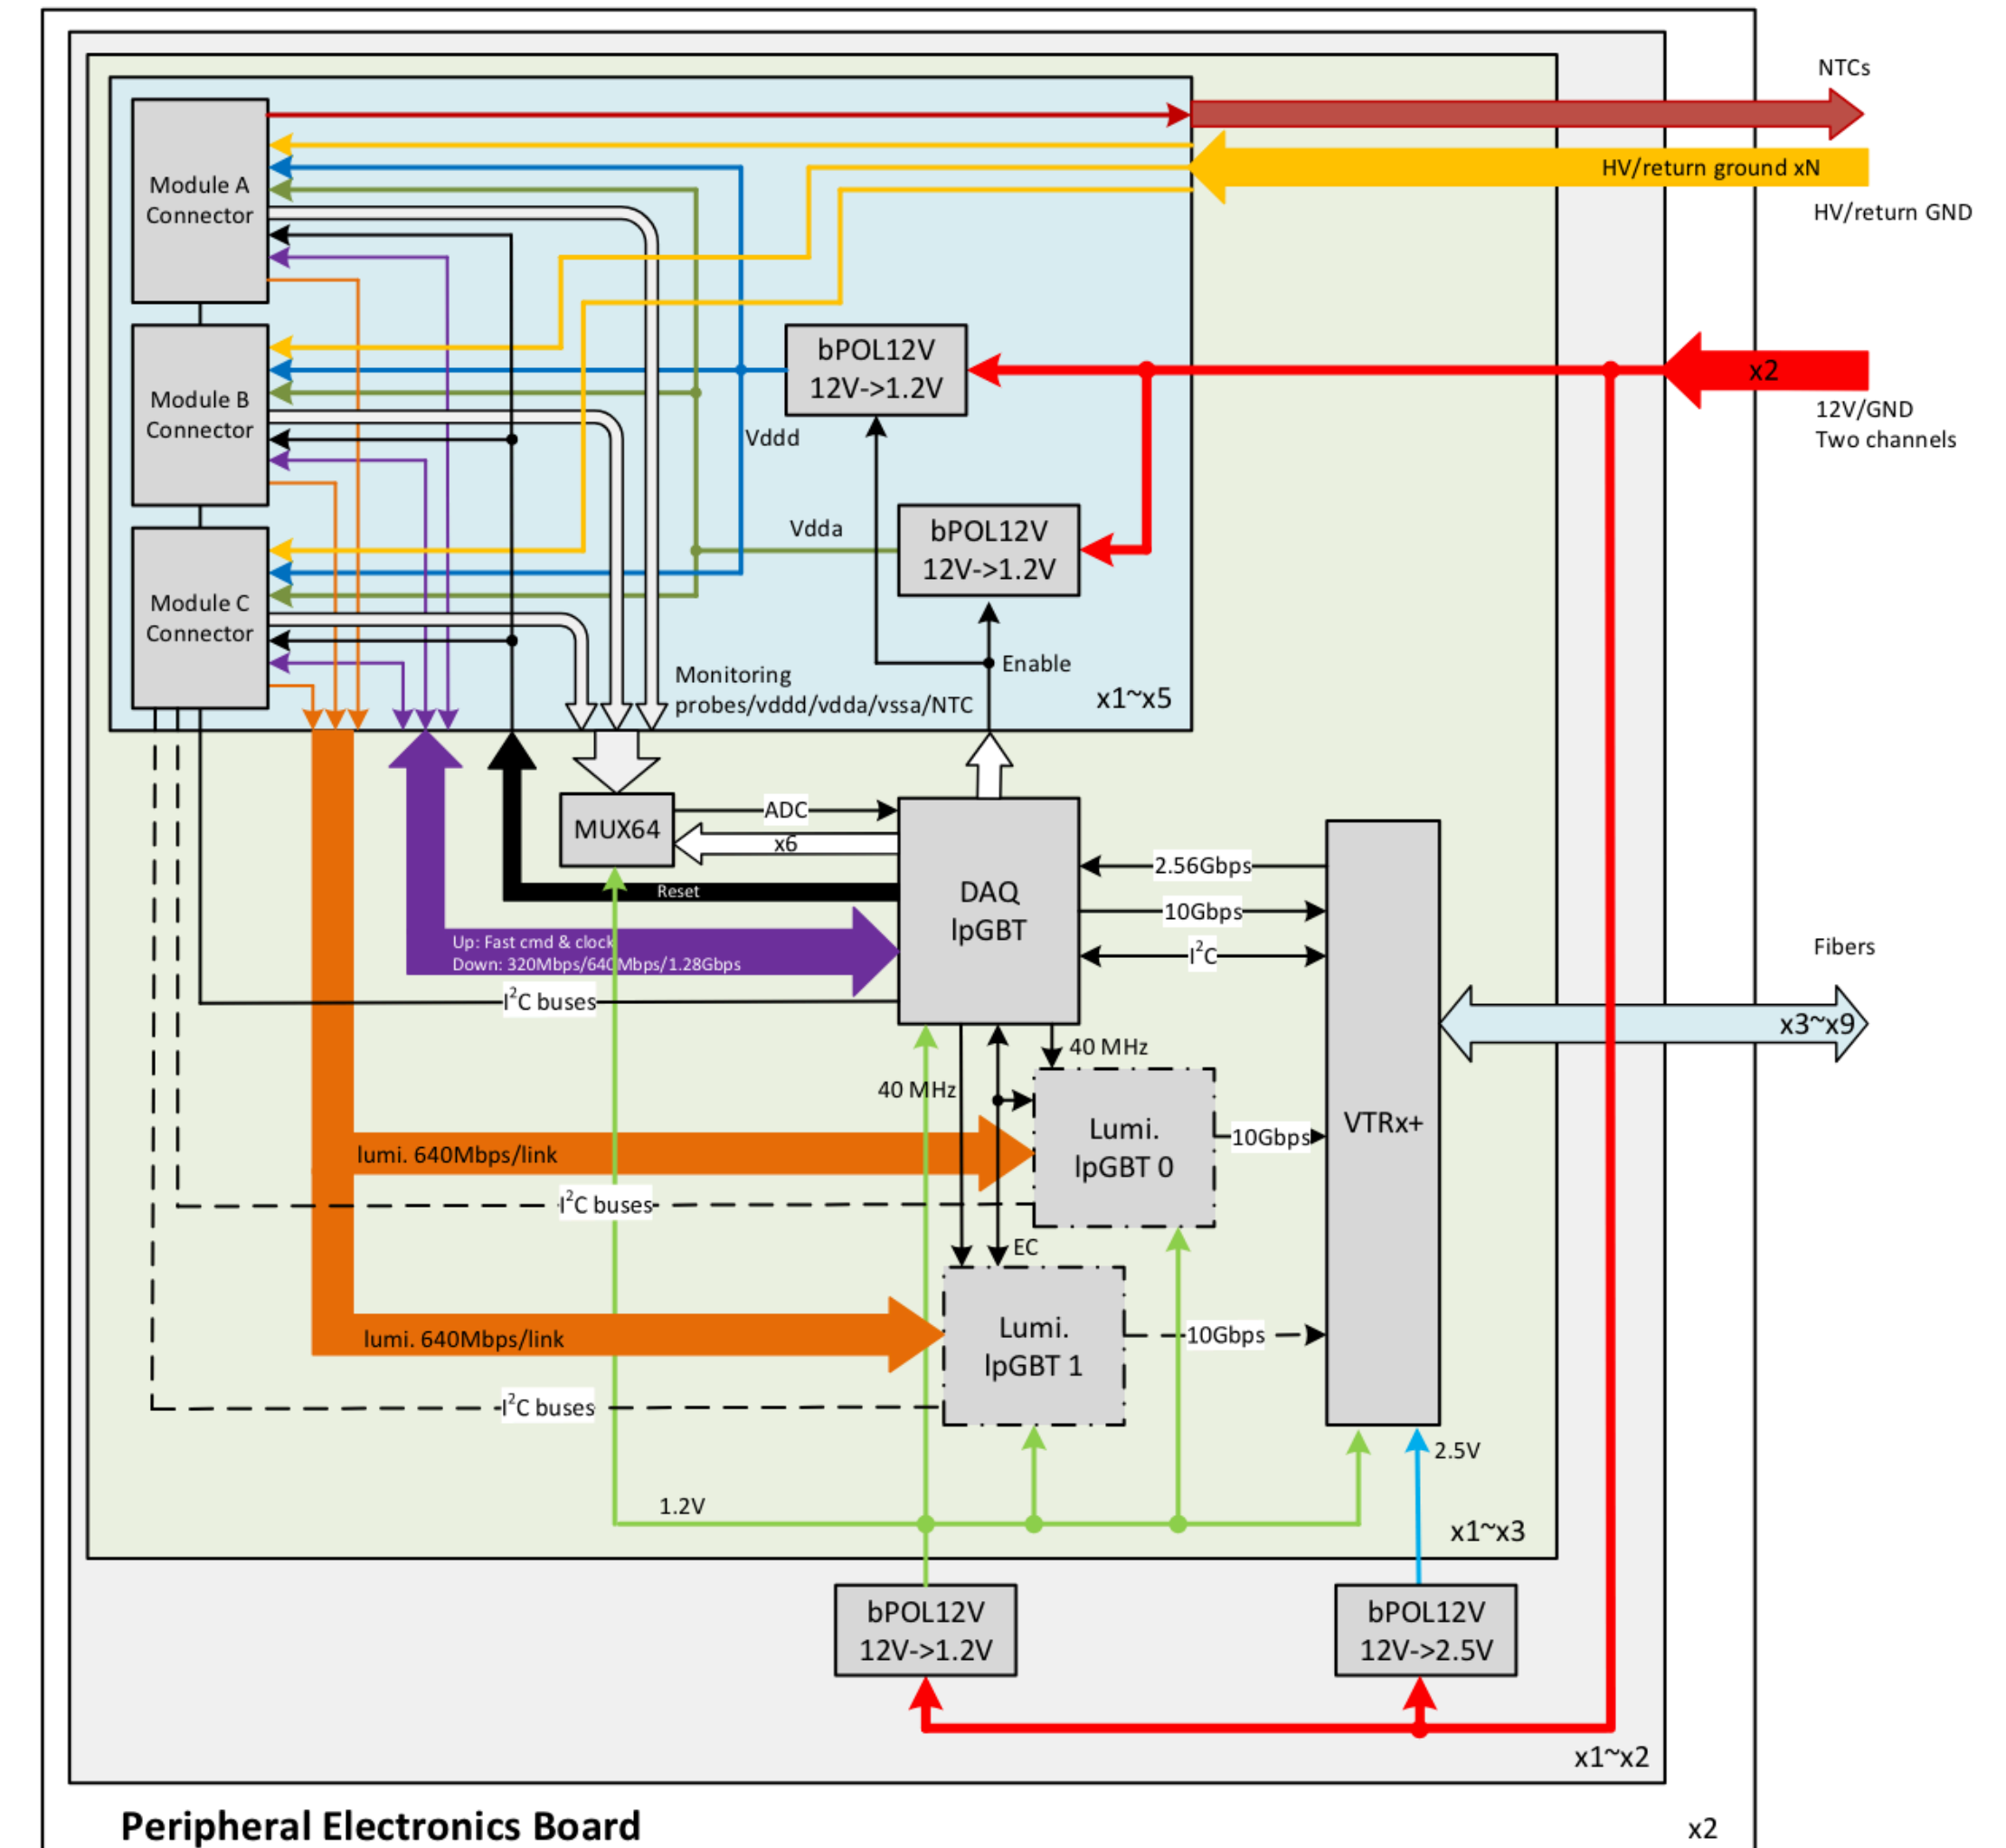 NTCs
HV/return ground xN
HV/return GND
Module A
Connector
x2
12V/GND
Two channels
bPOL12V
12V->1.2V
Module B
Connector
Vddd
Vdda
bPOL12V
12V->1.2V
Module C
Connector
Enable
Monitoring
probes/vddd/vdda/vssa/NTC
x1~x5
MUX64
ADC
x6
Reset
DAQ
lpGBT
2.56Gbps
10Gbps
I²C
Up: Fast cmd & clock
Down: 320Mbps/640Mbps/1.28Gbps
I²C buses
Fibers
x3~x9
40 MHz
40 MHz
VTRx+
Lumi.
lpGBT 0
10Gbps
lumi. 640Mbps/link
I²C buses
EC
Lumi.
lpGBT 1
10Gbps
lumi. 640Mbps/link
I²C buses
2.5V
1.2V
x1~x3
bPOL12V
12V->1.2V
bPOL12V
12V->2.5V
x1~x2
Peripheral Electronics Board
x2